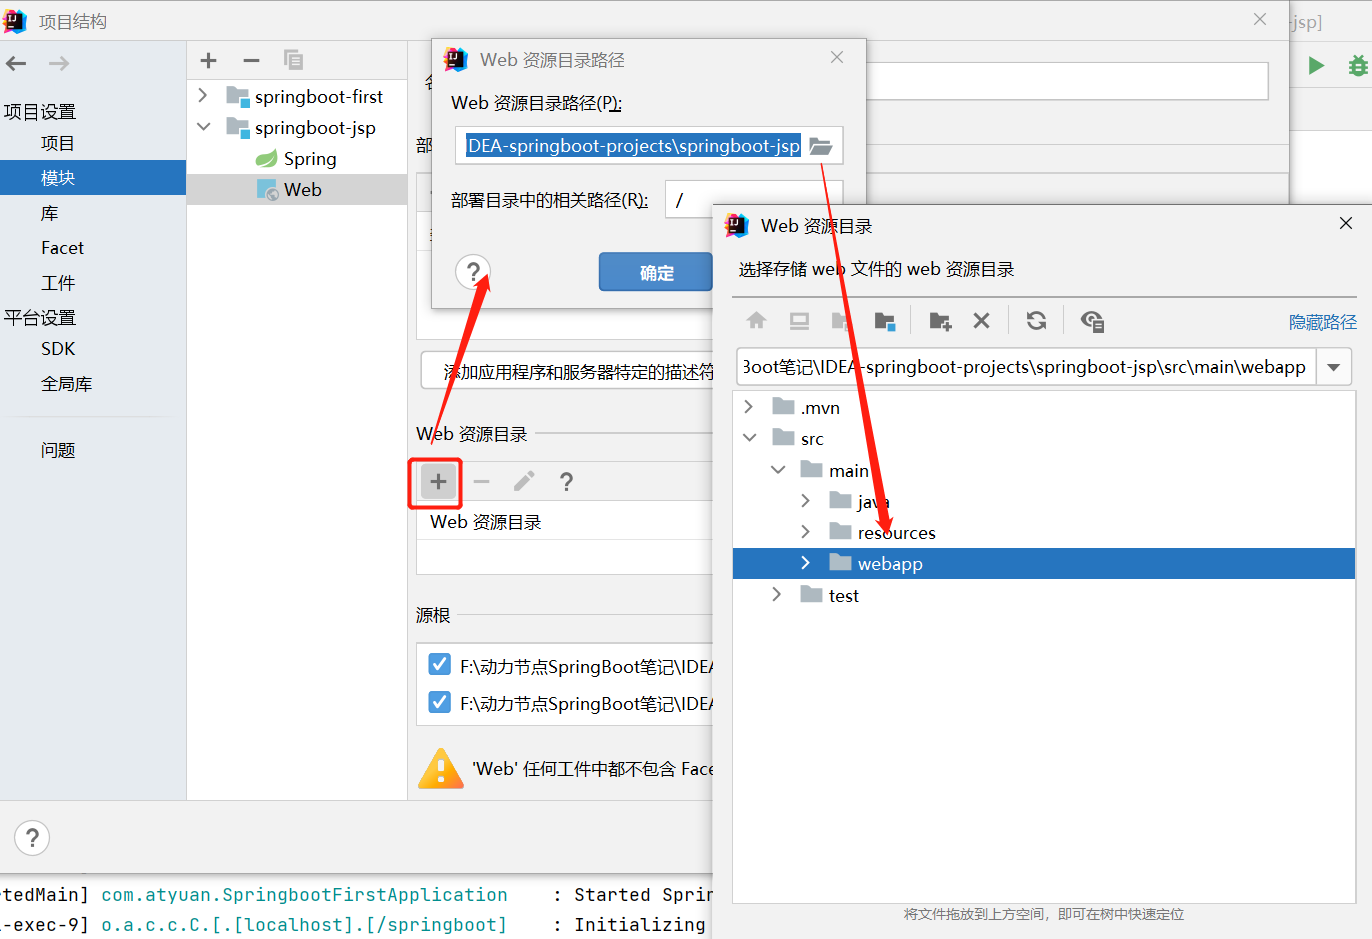 项目结构
-jsp]
项目设置
项目
模块
库
Facet
工件
平台设置
SDK
全局库
问题
springboot-first
springboot-jsp
Spring
Web
Web 资源目录路径
Web 资源目录路径(P):
IDEA-springboot-projects\springboot-jsp
部署目录中的相关路径(R):
/
?
确定
添加应用程序和服务器特定的描述符
Web 资源目录
+
?
Web 资源目录
源根
F:\动力节点SpringBoot笔记\IDEA
F:\动力节点SpringBoot笔记\IDEA
'Web' 任何工件中都不包含 Face
?
Web 资源目录
选择存储 web 文件的 web 资源目录
隐藏路径
Boot笔记\IDEA-springboot-projects\springboot-jsp\src\main\webapp
.mvn
src
main
java
resources
webapp
test
将文件拖放到上方空间，即可在树中快速定位
tedMain] com.atyuan.SpringbootFirstApplication : Started Sprin
-exec-9] o.a.c.c.C.[.[localhost].[/springboot] : Initializing